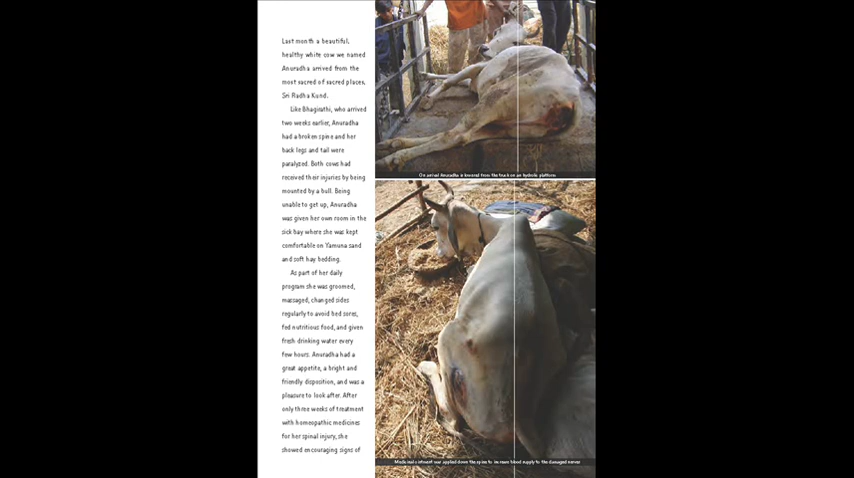 Last month a beautiful,
healthy white cow we named
Anuradha arrived from the
most sacred of sacred places,
Sri Radha Kund.
Like Bhagirathi, who arrived
two weeks earlier, Anuradha
had a broken spine and her
back legs and tail were
paralyzed. Both cows had
received their injuries by being
mounted by a bull. Being
unable to get up, Anuradha
was given her own room in the
sick bay where she was kept
comfortable on Yamuna sand
and soft hay bedding.
As part of her daily
program she was groomed,
massaged, changed sides
regularly to avoid bed sores,
fed nutritious food, and given
fresh drinking water every
few hours. Anuradha had a
great appetite, a bright and
friendly disposition, and was a
pleasure to look after. After
only three weeks of treatment
with homeopathic medicines
for her spinal injury, she
showed encouraging signs of
On arrival Anuradha is lowered from the truck on an hydrolic platform
Medicinal ointment was applied down the spine to increase blood supply to the damaged nerves